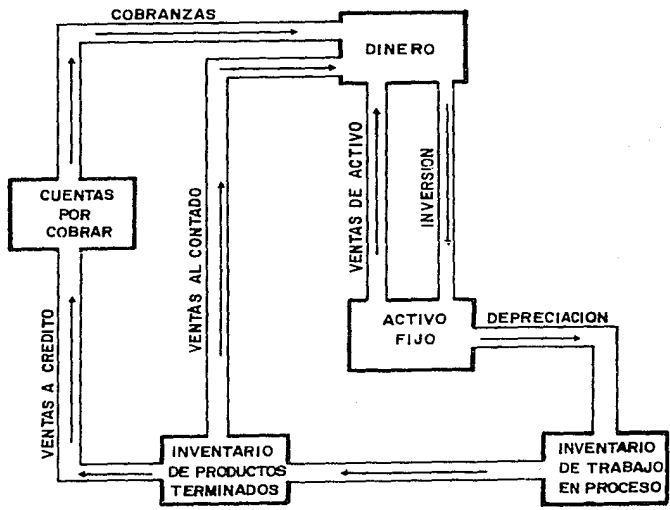 COBRANZAS
DINERO
CUENTAS
POR
COBRAR
VENTAS A CREDITO
VENTAS AL CONTADO
VENTAS DE ACTIVO
INVERSION
ACTIVO
FIJO
DEPRECIACION
INVENTARIO
DE PRODUCTOS
TERMINADOS
INVENTARIO
DE TRABAJO
EN PROCESO